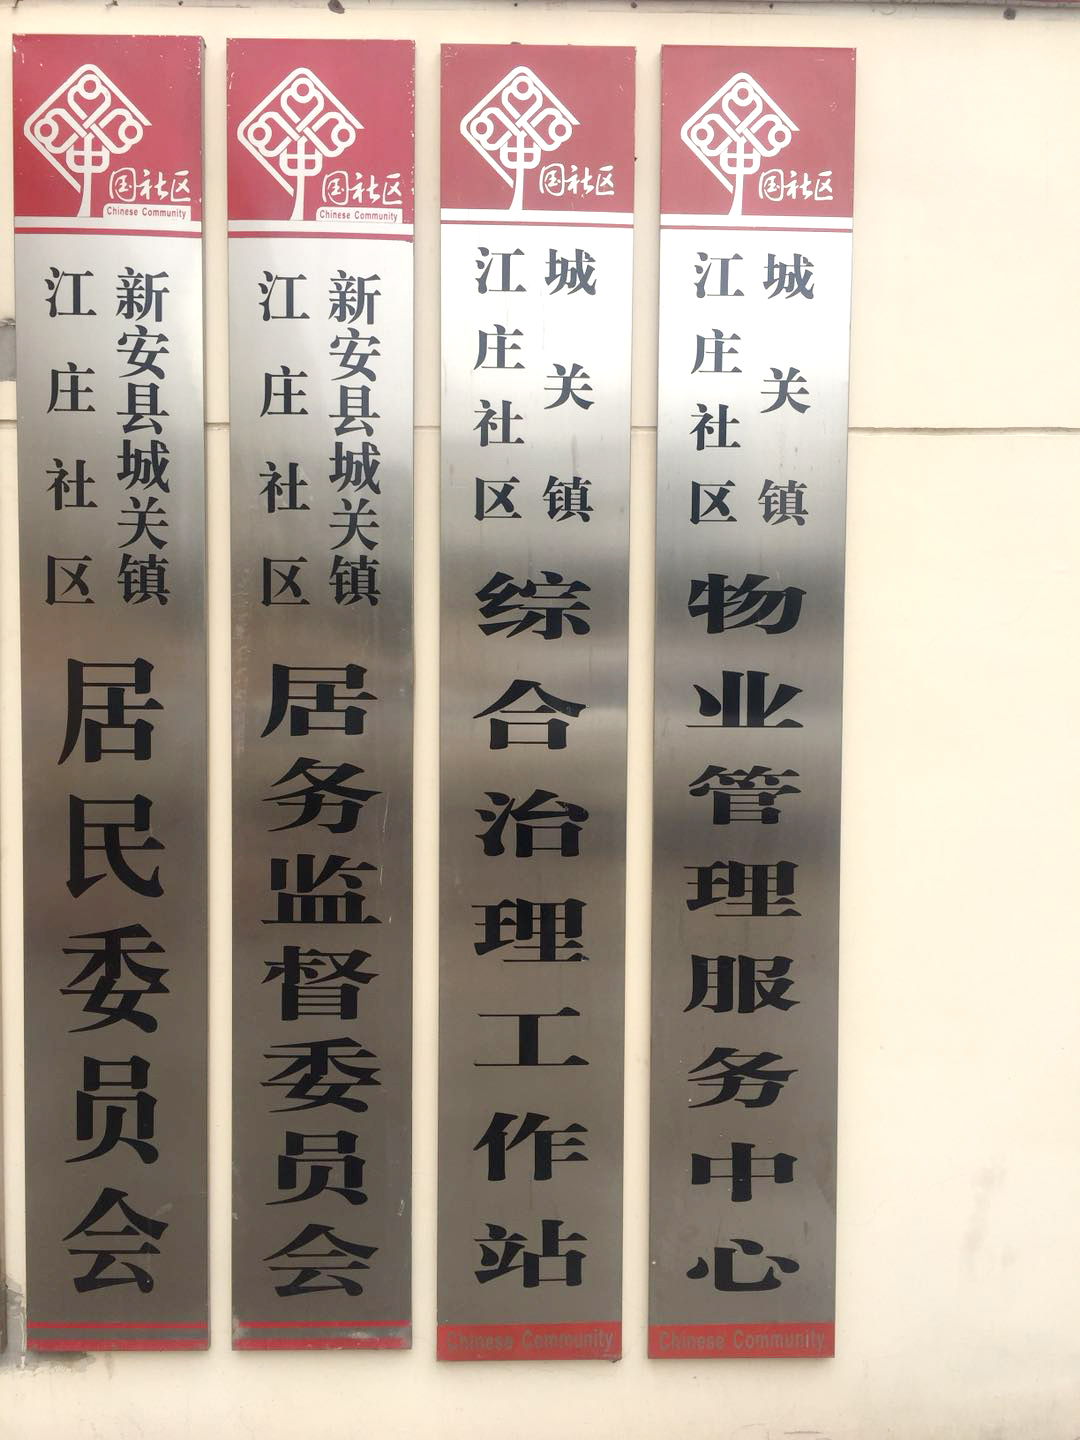 中国社区
Chinese Community
新安县城关镇
江庄社区
居民委员会
中国社区
Chinese Community
新安县城关镇
江庄社区
居务监督委员会
中国社区
城关镇
江庄社区
综合治理工作站
Chinese Community
中国社区
城关镇
江庄社区
物业管理服务中心
Chinese Community